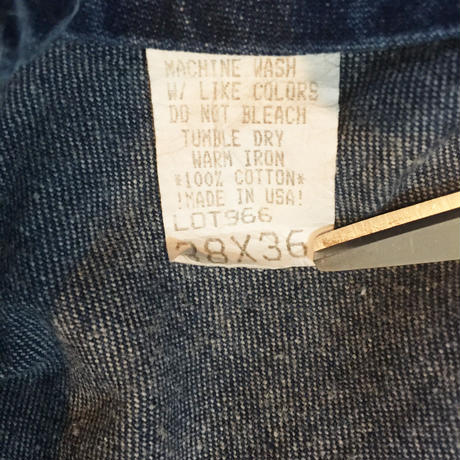 MACHINE WASH
W/ LIKE COLORS
DO NOT BLEACH
TUMBLE DRY
WARM IRON
*100% COTTON*
!MADE IN USA!
LOT966
38X36